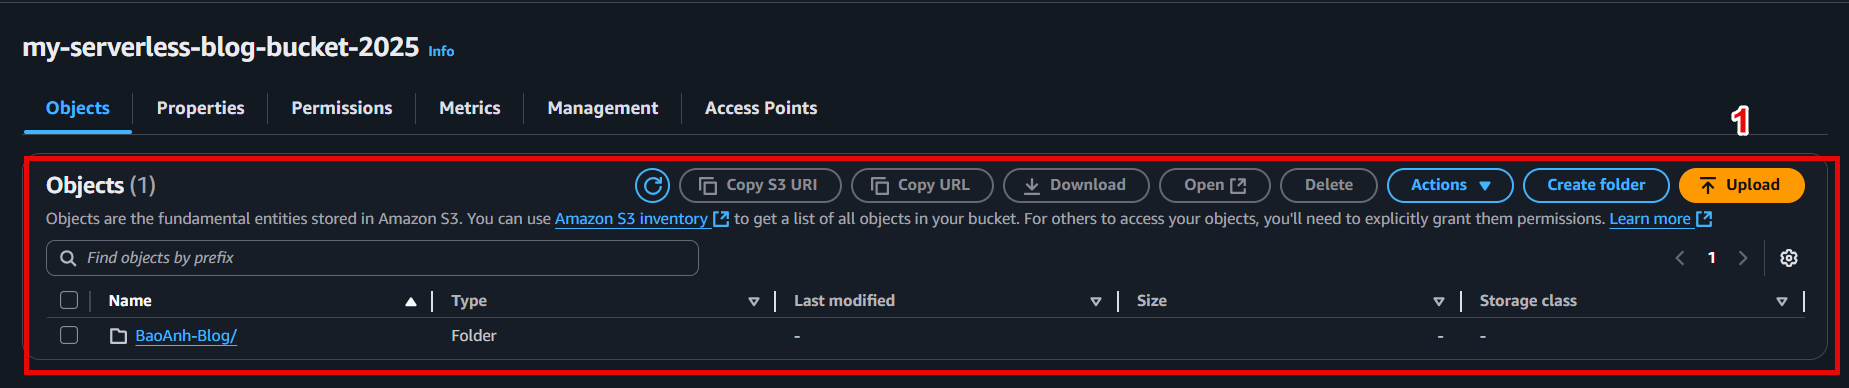 my-serverless-blog-bucket-2025 Info
Objects Properties Permissions Metrics Management Access Points
1
Objects (1) Copy S3 URI Copy URL Download Open Delete Actions Create folder Upload
Objects are the fundamental entities stored in Amazon S3. You can use Amazon S3 inventory to get a list of all objects in your bucket. For others to access your objects, you'll need to explicitly grant them permissions. Learn more
Find objects by prefix 1
Name Type Last modified Size Storage class
BaoAnh-Blog/ Folder - - -